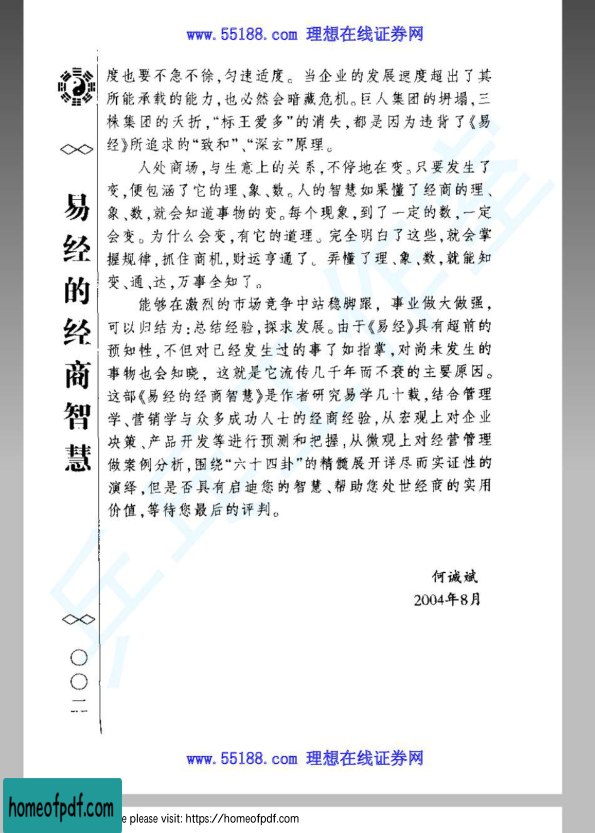 www.55188.com 理想在线证券网
度也要不急不徐,匀速适度。当企业的发展速度超出了其
所能承载的能力,也必然会暗藏危机。巨人集团的坍塌,三
株集团的夭折,“标王爱多”的消失,都是因为违背了《易
经》所追求的“致和”、“深玄”原理。
人处商场,与生意上的关系,不停地在变。只要发生了
变,便包涵了它的理、象、数。人的智慧如果懂了经商的理、
象、数,就会知道事物的变。每个现象,到了一定的数,一定
会变。为什么会变,有它的道理。完全明白了这些,就会掌
握规律,抓住商机,财运亨通了。弄懂了理、象、数,就能知
变、通、达,万事全知了。
能够在激烈的市场竞争中站稳脚跟,事业做大做强,
可以归结为:总结经验,探求发展。由于《易经》具有超前的
预知性,不但对已经发生过的事了如指掌,对尚未发生的
事物也会知晓,这就是它流传几千年而不衰的主要原因。
这部《易经的经商智慧》是作者研究易学几十载,结合管理
学、营销学与众多成功人士的经商经验,从宏观上对企业
决策、产品开发等进行预测和把握,从微观上对经营管理
做案例分析,围绕“六十四卦”的精髓展开详尽而实证性的
演绎,但是否具有启迪您的智慧、帮助您处世经商的实用
价值,等待您最后的评判。
何诚斌
2004年8月
易经的经商智慧
〇〇二
www.55188.com 理想在线证券网
homeofpdf.com
e please visit: https://homeofpdf.com